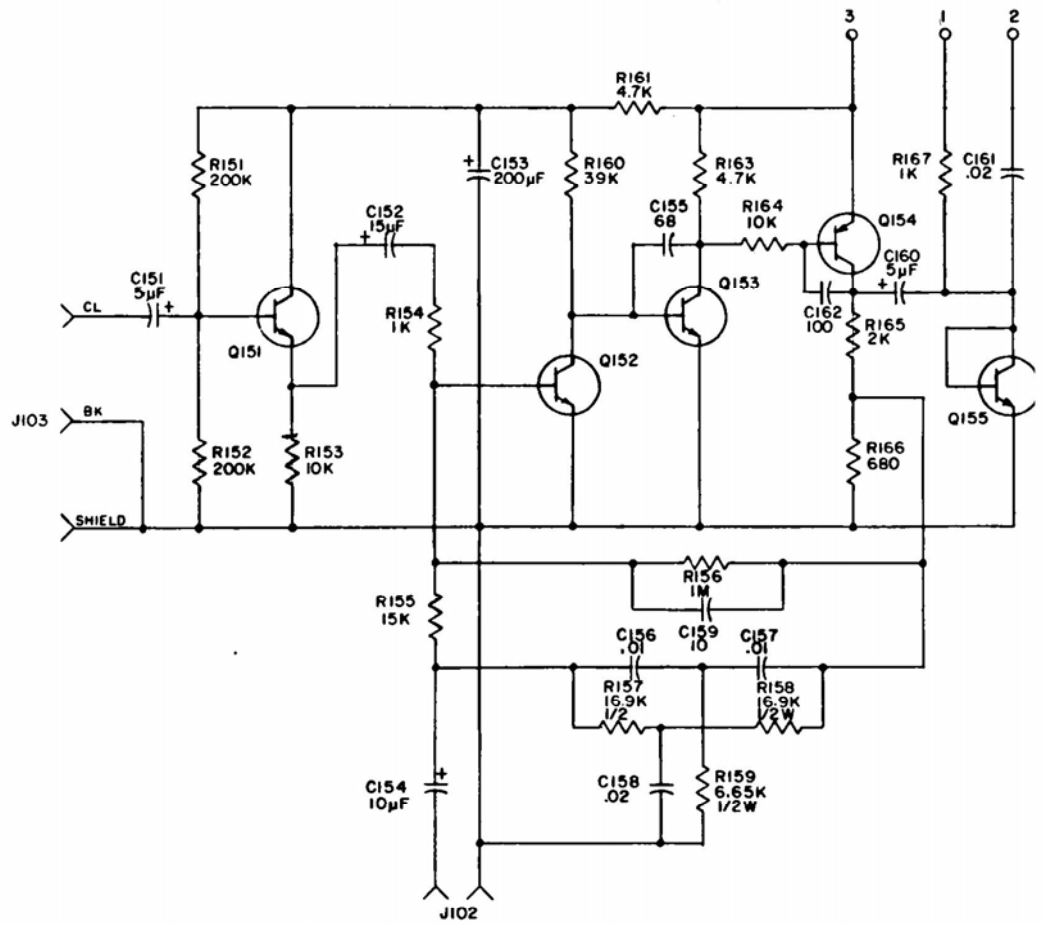 3
1
2
R161
4.7K
R151
200K
+
C153
200µF
R160
39K
R163
4.7K
R167
1K
C161
.02
C152
+
15µF
C155
68
R164
10K
Q154
C151
5µF
+
C160
+
5µF
CL
R154
1K
Q153
C162
100
R165
2K
Q151
Q152
J103
BK
Q155
R152
200K
R153
10K
R166
680
SHIELD
R156
1M
R155
15K
C159
10
C156
.01
C157
.01
R157
16.9K
1/2
R158
16.9K
1/2W
+
C154
10µF
C158
.02
R159
6.65K
1/2W
J102